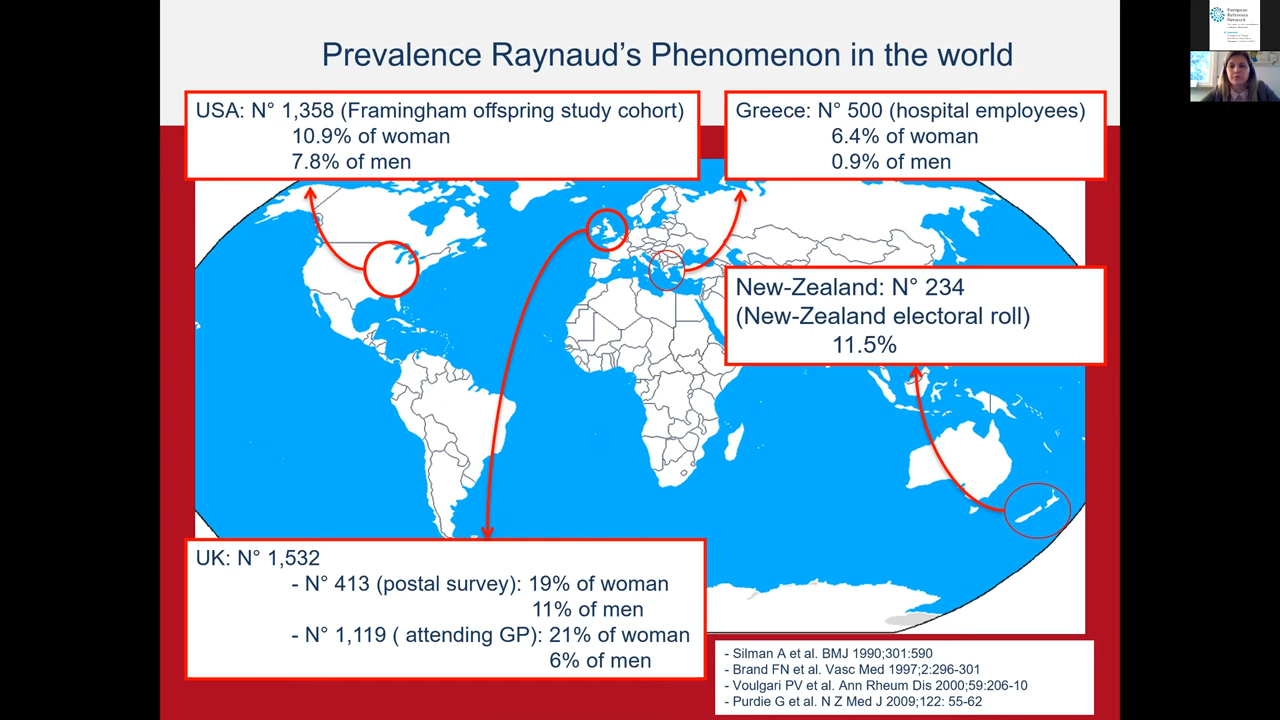 Prevalence Raynaud’s Phenomenon in the world
USA: N° 1,358 (Framingham offspring study cohort)
10.9% of woman
7.8% of men
Greece: N° 500 (hospital employees)
6.4% of woman
0.9% of men
New-Zealand: N° 234
(New-Zealand electoral roll)
11.5%
UK: N° 1,532
- N° 413 (postal survey): 19% of woman
11% of men
- N° 1,119 ( attending GP): 21% of woman
6% of men
- Silman A et al. BMJ 1990;301:590
- Brand FN et al. Vasc Med 1997;2:296-301
- Voulgari PV et al. Ann Rheum Dis 2000;59:206-10
- Purdie G et al. N Z Med J 2009;122: 55-62
European
Reference
Network